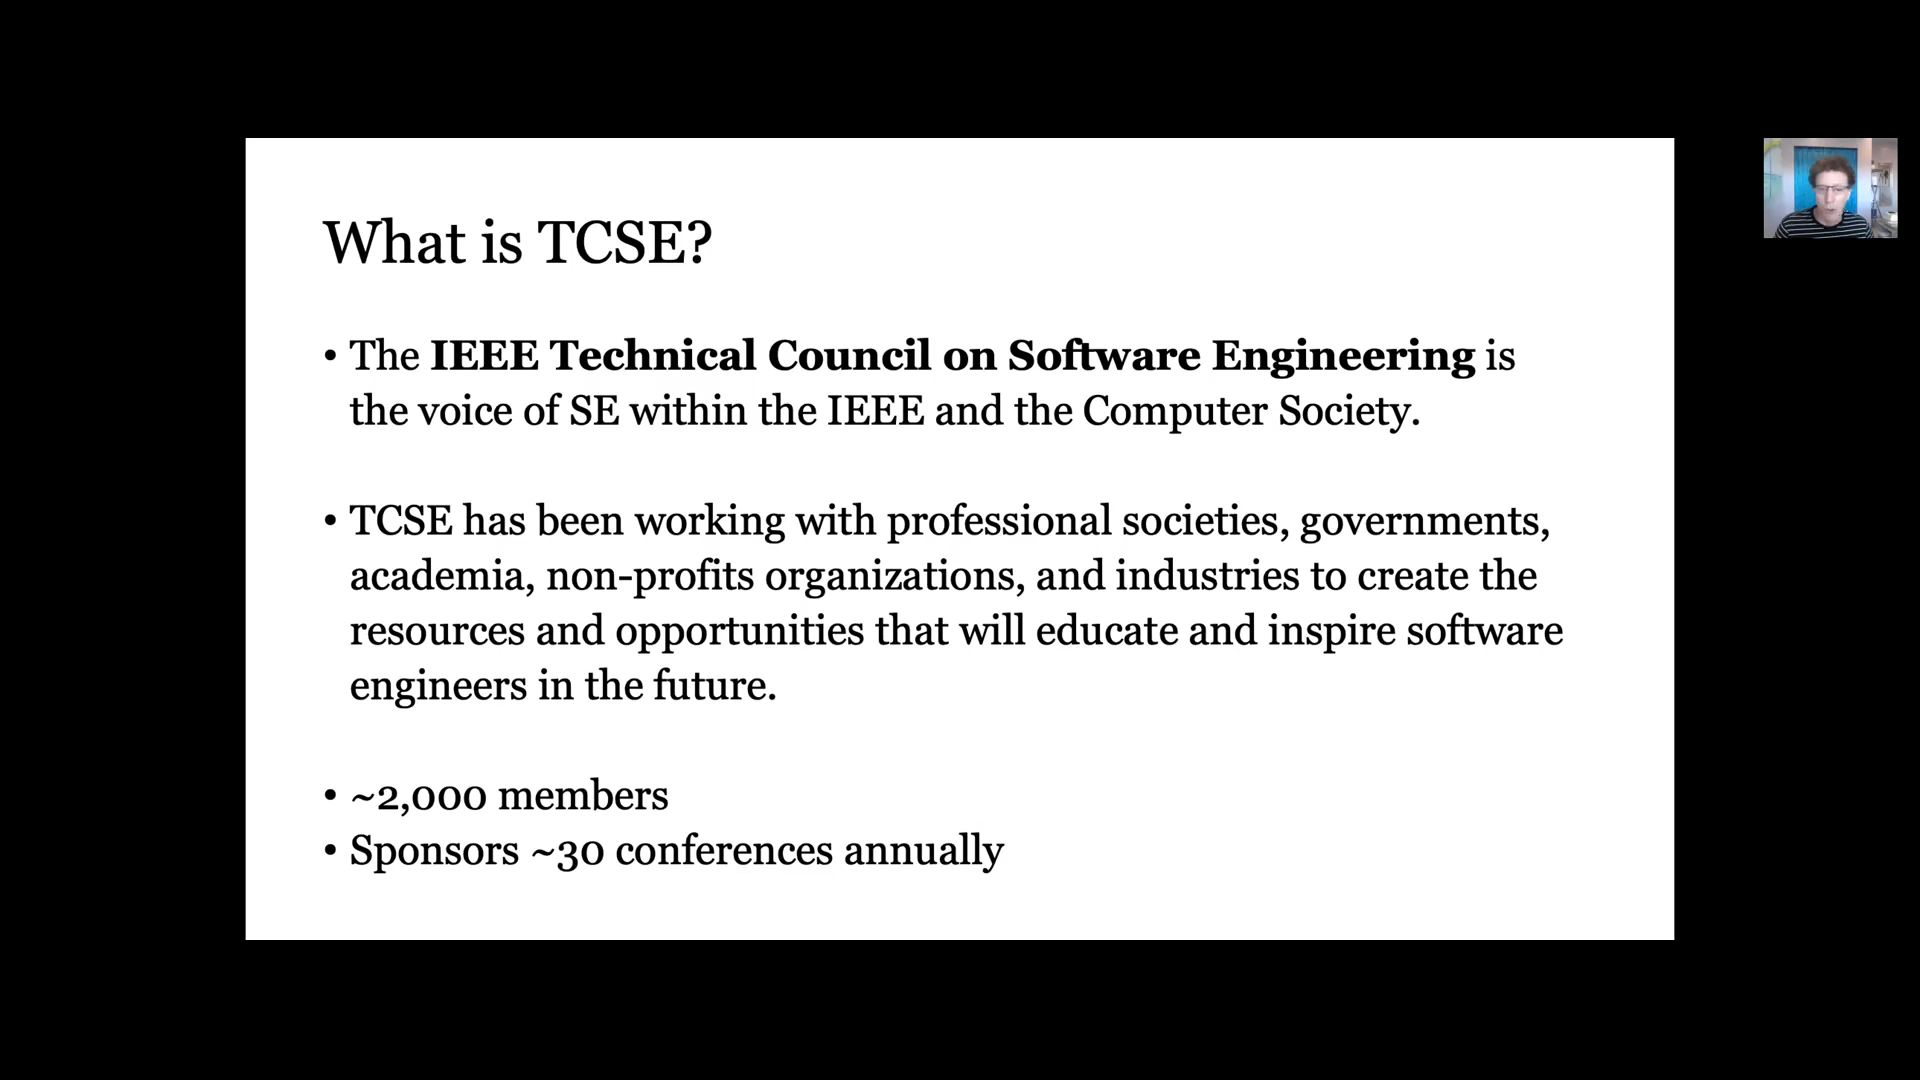 What is TCSE?
• The IEEE Technical Council on Software Engineering is
the voice of SE within the IEEE and the Computer Society.
• TCSE has been working with professional societies, governments,
academia, non-profits organizations, and industries to create the
resources and opportunities that will educate and inspire software
engineers in the future.
• ~2,000 members
• Sponsors ~30 conferences annually